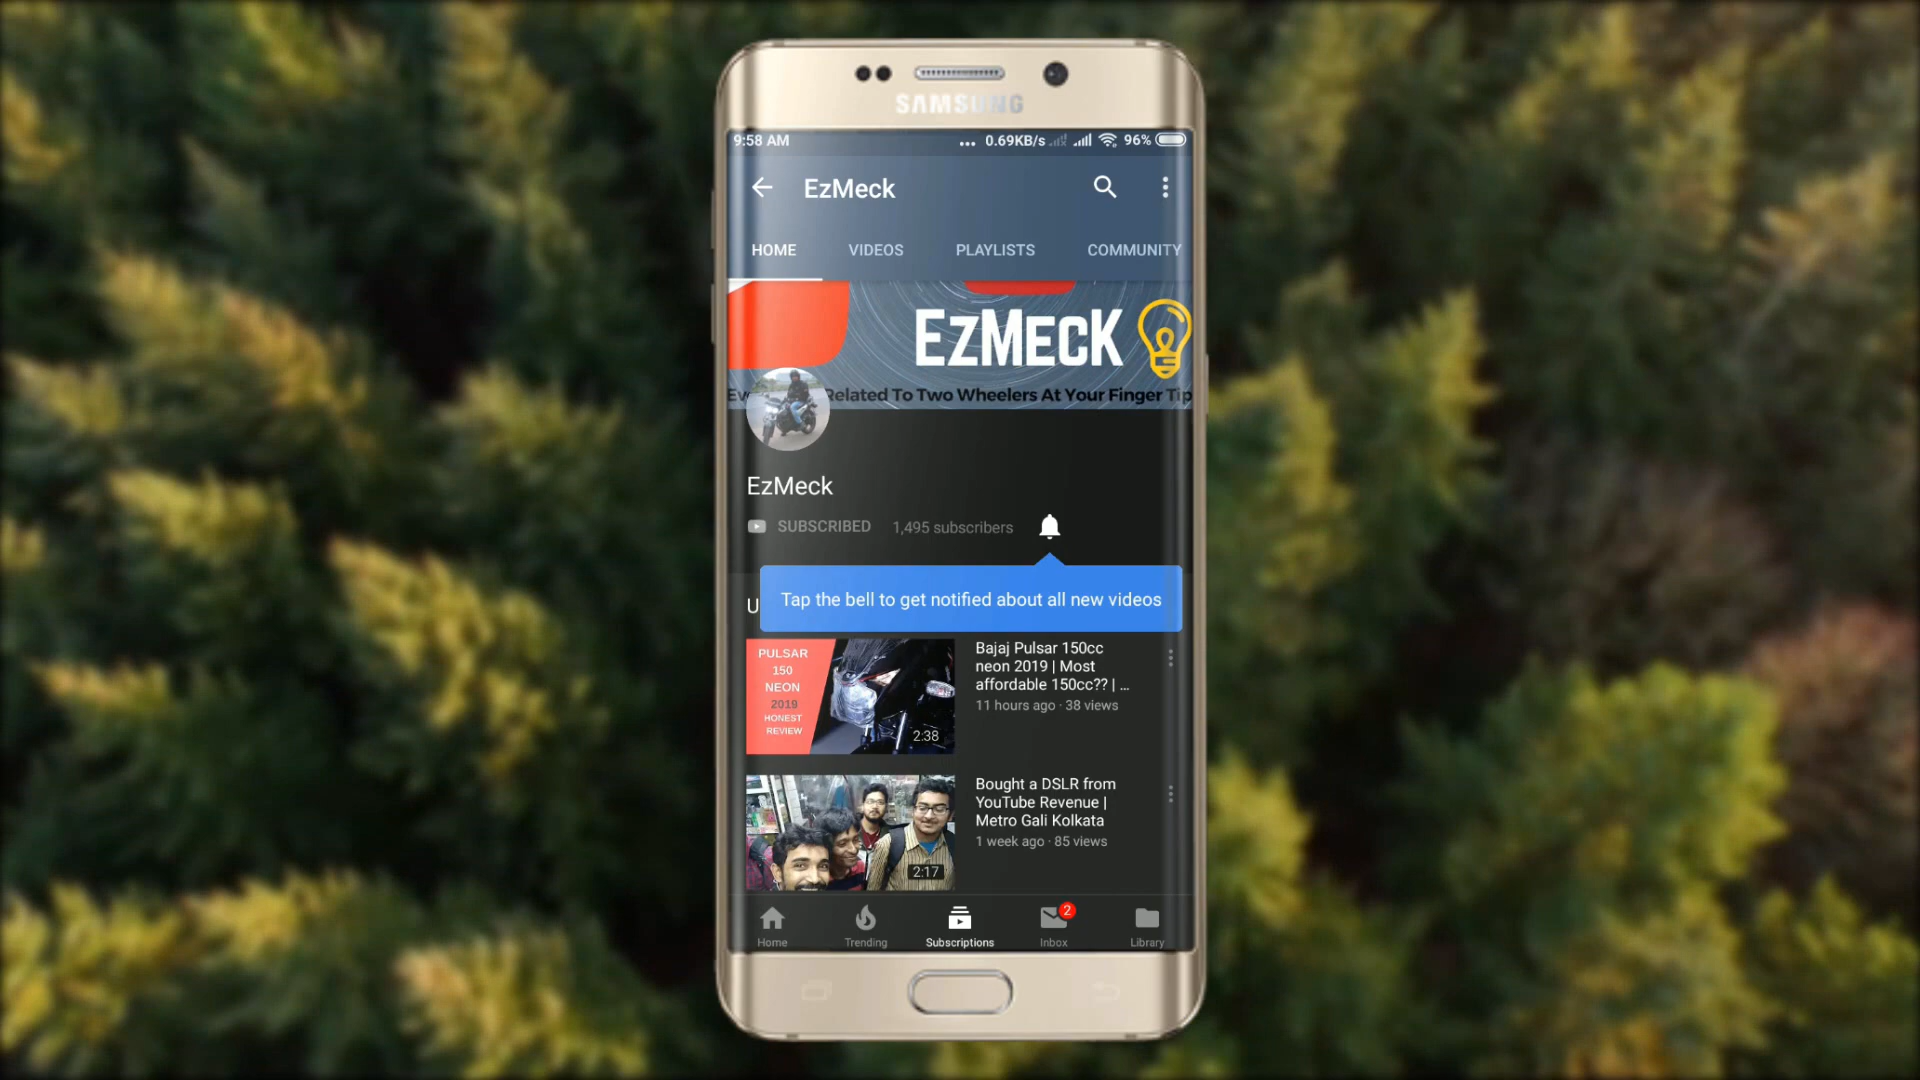 SAMSUNG
9:58 AM
... 0.69KB/s 96%
EzMeck
HOME VIDEOS PLAYLISTS COMMUNITY
EZMECK
Ev Related To Two Wheelers At Your Finger Tip
EzMeck
SUBSCRIBED 1,495 subscribers
Tap the bell to get notified about all new videos
U
PULSAR
150
NEON
2019
HONEST
REVIEW
2:38
Bajaj Pulsar 150cc
neon 2019 | Most
affordable 150cc?? | ...
11 hours ago · 38 views
2:17
Bought a DSLR from
YouTube Revenue |
Metro Gali Kolkata
1 week ago · 85 views
2
Home Trending Subscriptions Inbox Library